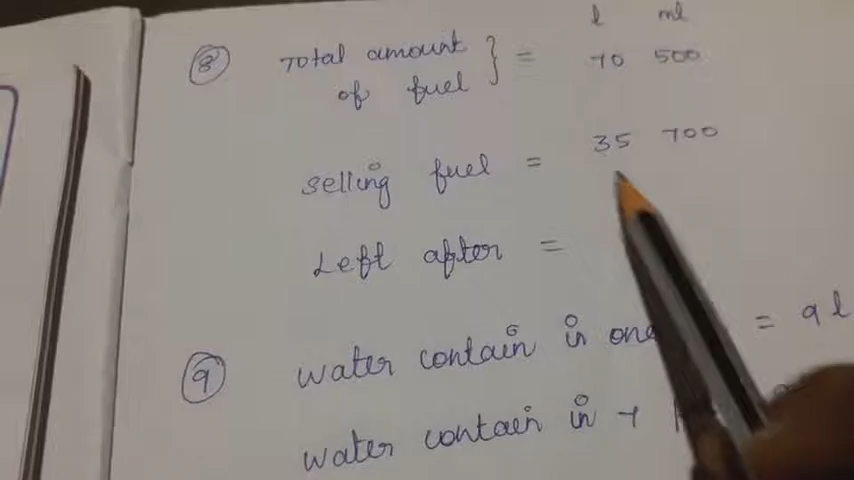 l ml
8 Total amount } = 70 500
of fuel
Selling fuel = 35 700
Left after =
9 water contain in one = 9 l
water contain in 7